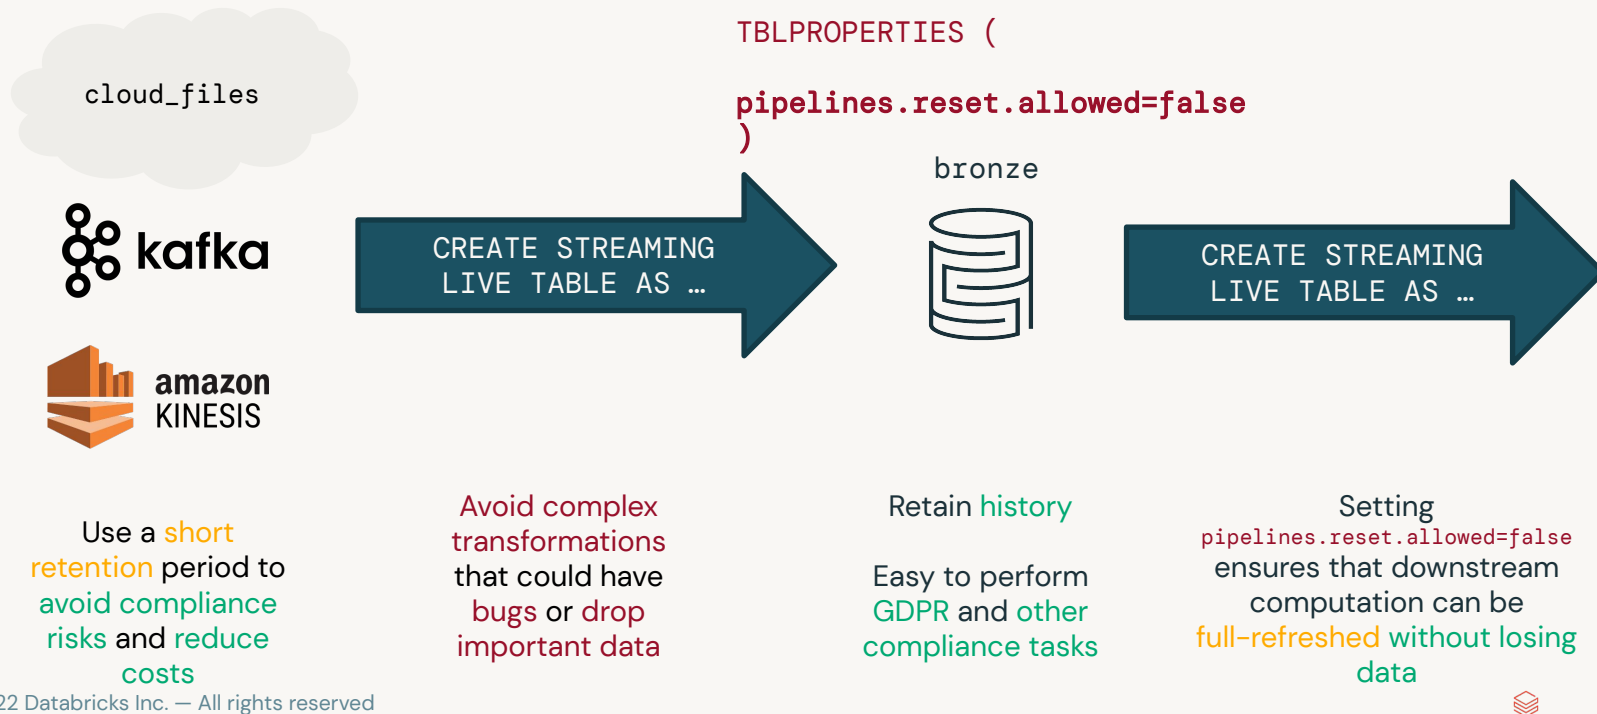 cloud_files
TBLPROPERTIES (
pipelines.reset.allowed=false
)
bronze
kafka
CREATE STREAMING
LIVE TABLE AS …
CREATE STREAMING
LIVE TABLE AS …
amazon
KINESIS
Use a short
retention period to
avoid compliance
risks and reduce
costs
Avoid complex
transformations
that could have
bugs or drop
important data
Retain history
Easy to perform
GDPR and other
compliance tasks
Setting
pipelines.reset.allowed=false
ensures that downstream
computation can be
full-refreshed without losing
data
22 Databricks Inc. — All rights reserved